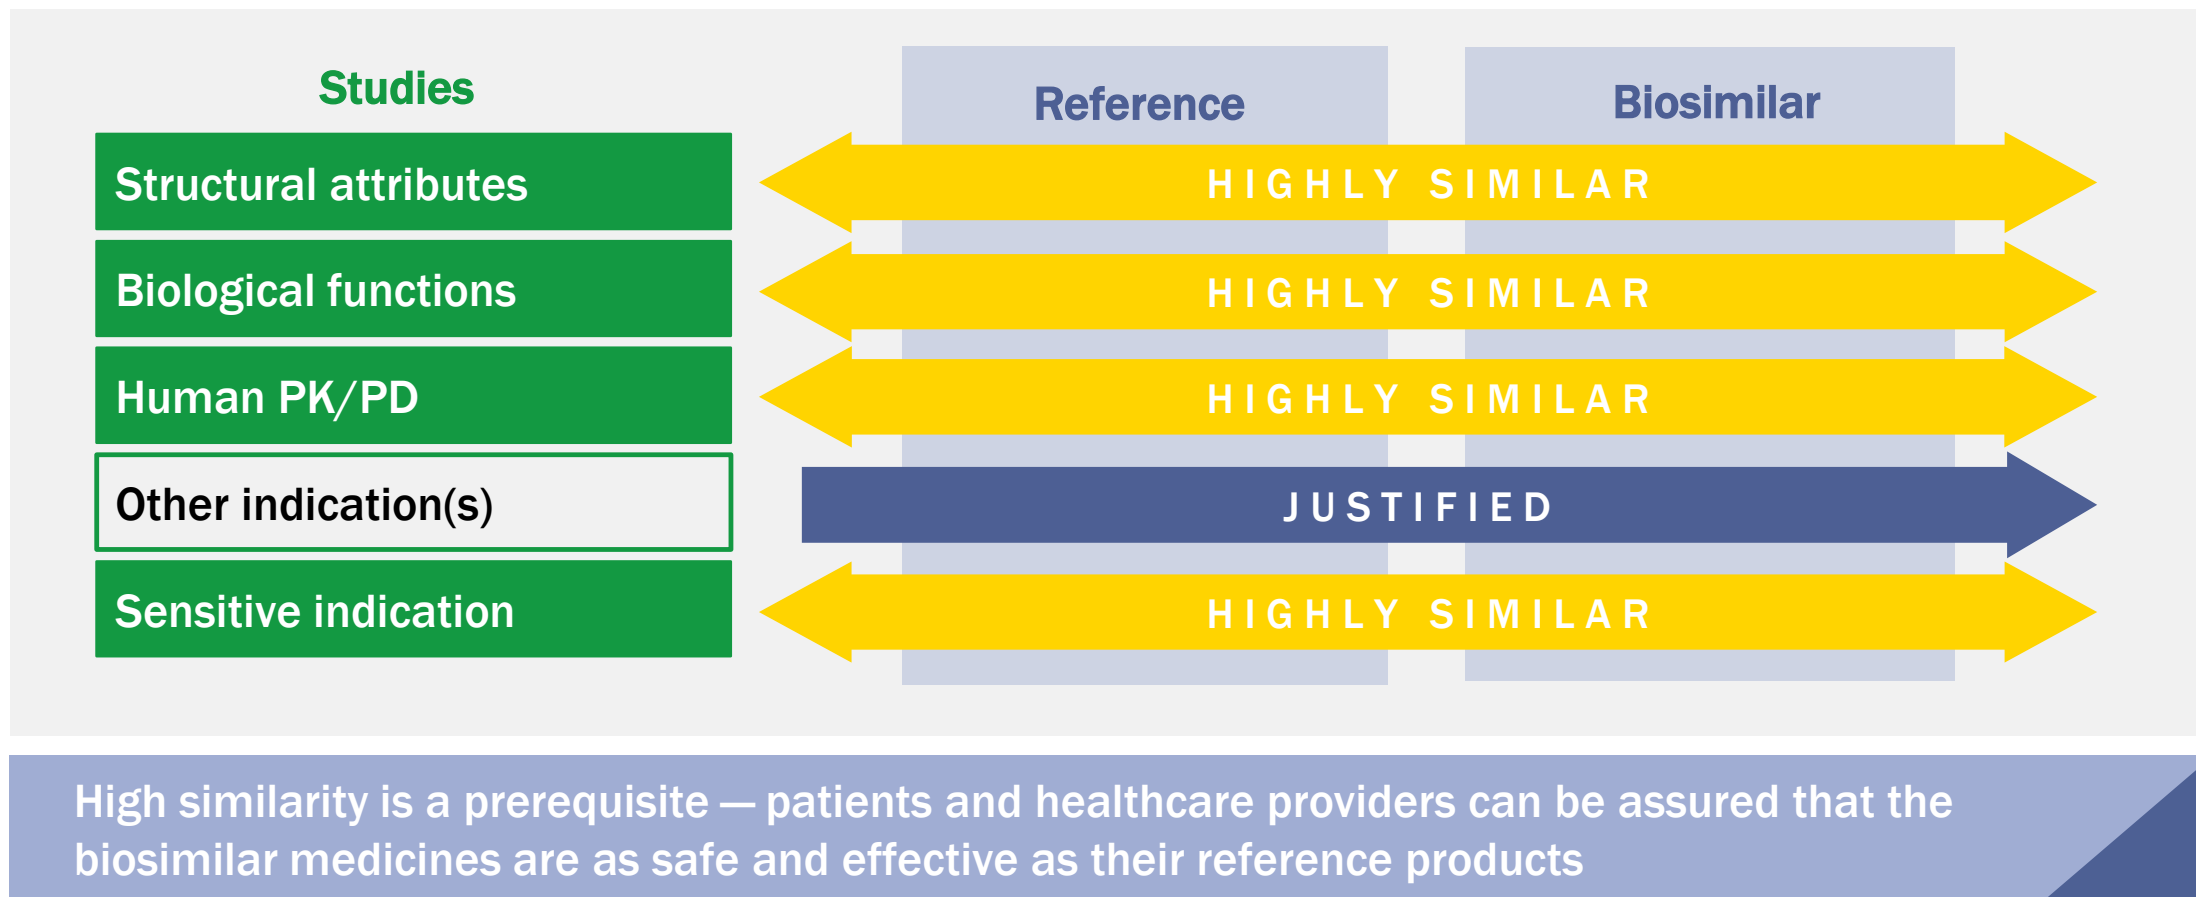 Studies
Reference
Biosimilar
Structural attributes
HIGHLY SIMILAR
Biological functions
HIGHLY SIMILAR
Human PK/PD
HIGHLY SIMILAR
Other indication(s)
JUSTIFIED
Sensitive indication
HIGHLY SIMILAR
High similarity is a prerequisite — patients and healthcare providers can be assured that the
biosimilar medicines are as safe and effective as their reference products